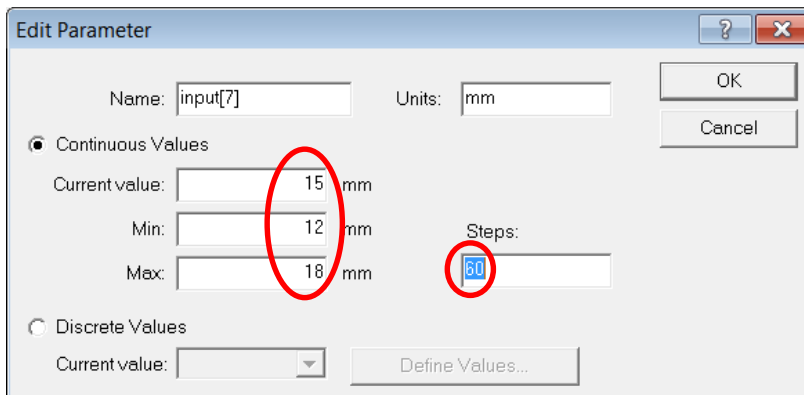 Edit Parameter
Name: input[7] Units: mm OK
Cancel
Continuous Values
Current value: 15 mm
Min: 12 mm Steps:
Max: 18 mm 60
Discrete Values
Current value: Define Values...